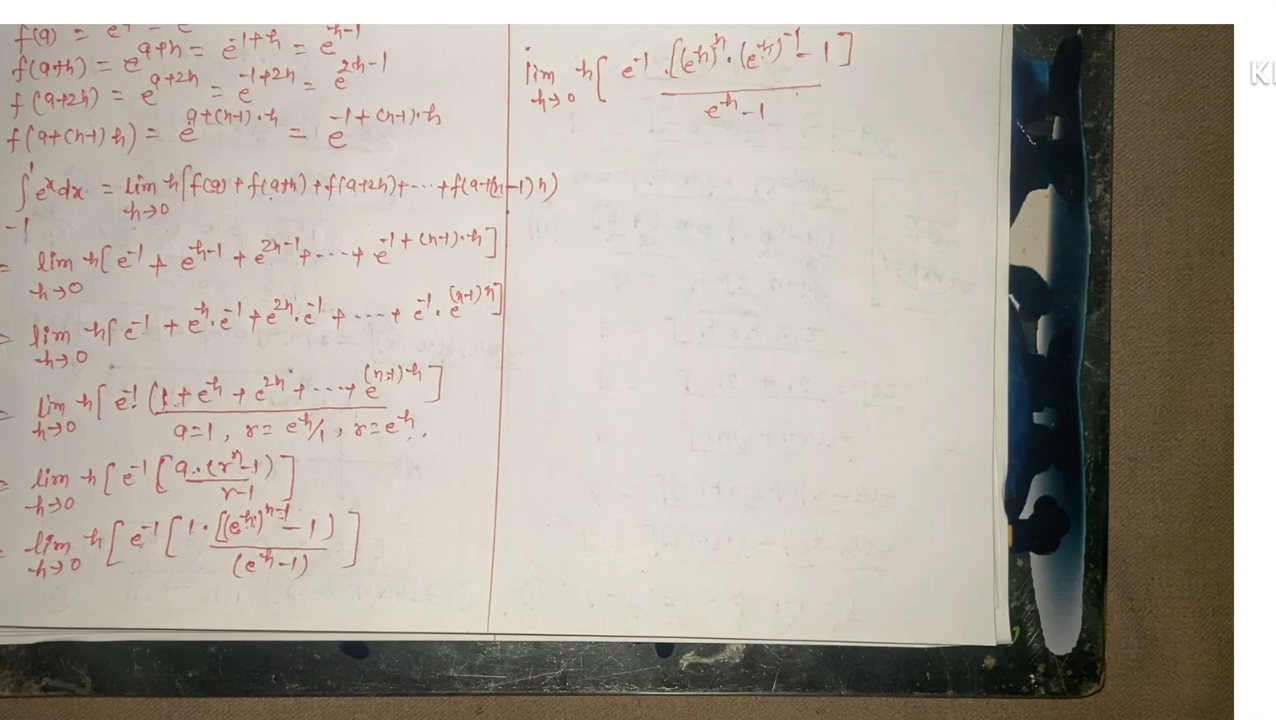 f(a) = e
f(a+h) = e^{a+h} = e^{-1+h} = e^{h-1}
f(a+2h) = e^{a+2h} = e^{-1+2h} = e^{2h-1}
f(a+(n-1)h) = e^{a+(n-1)·h} = e^{-1+(n-1)·h}
∫_{-1}^{1} e^x dx = lim_{h→0} h[f(a)+f(a+h)+f(a+2h)+···+f(a+(n-1)h)
= lim_{h→0} h[e^{-1} + e^{h-1} + e^{2h-1} +···+ e^{-1+(n-1)·h}]
= lim_{h→0} h[e^{-1} + e^h·e^{-1} + e^{2h}·e^{-1} +····+ e^{-1}·e^{(n-1)h}]
= lim_{h→0} h[e^{-1}(1 + e^h + e^{2h} +····+ e^{(n-1)·h}]
a=1, r=e^h/1, r=e^h.
= lim_{h→0} h[e^{-1}[a·(r^n-1)/r-1]
= lim_{h→0} h[e^{-1}[1·[(e^h)^{n-1} - 1)/(e^h-1)]
lim_{h→0} h[e^{-1}·[(e^h)^n·(e^h)^{-1} - 1]/e^h-1
KI